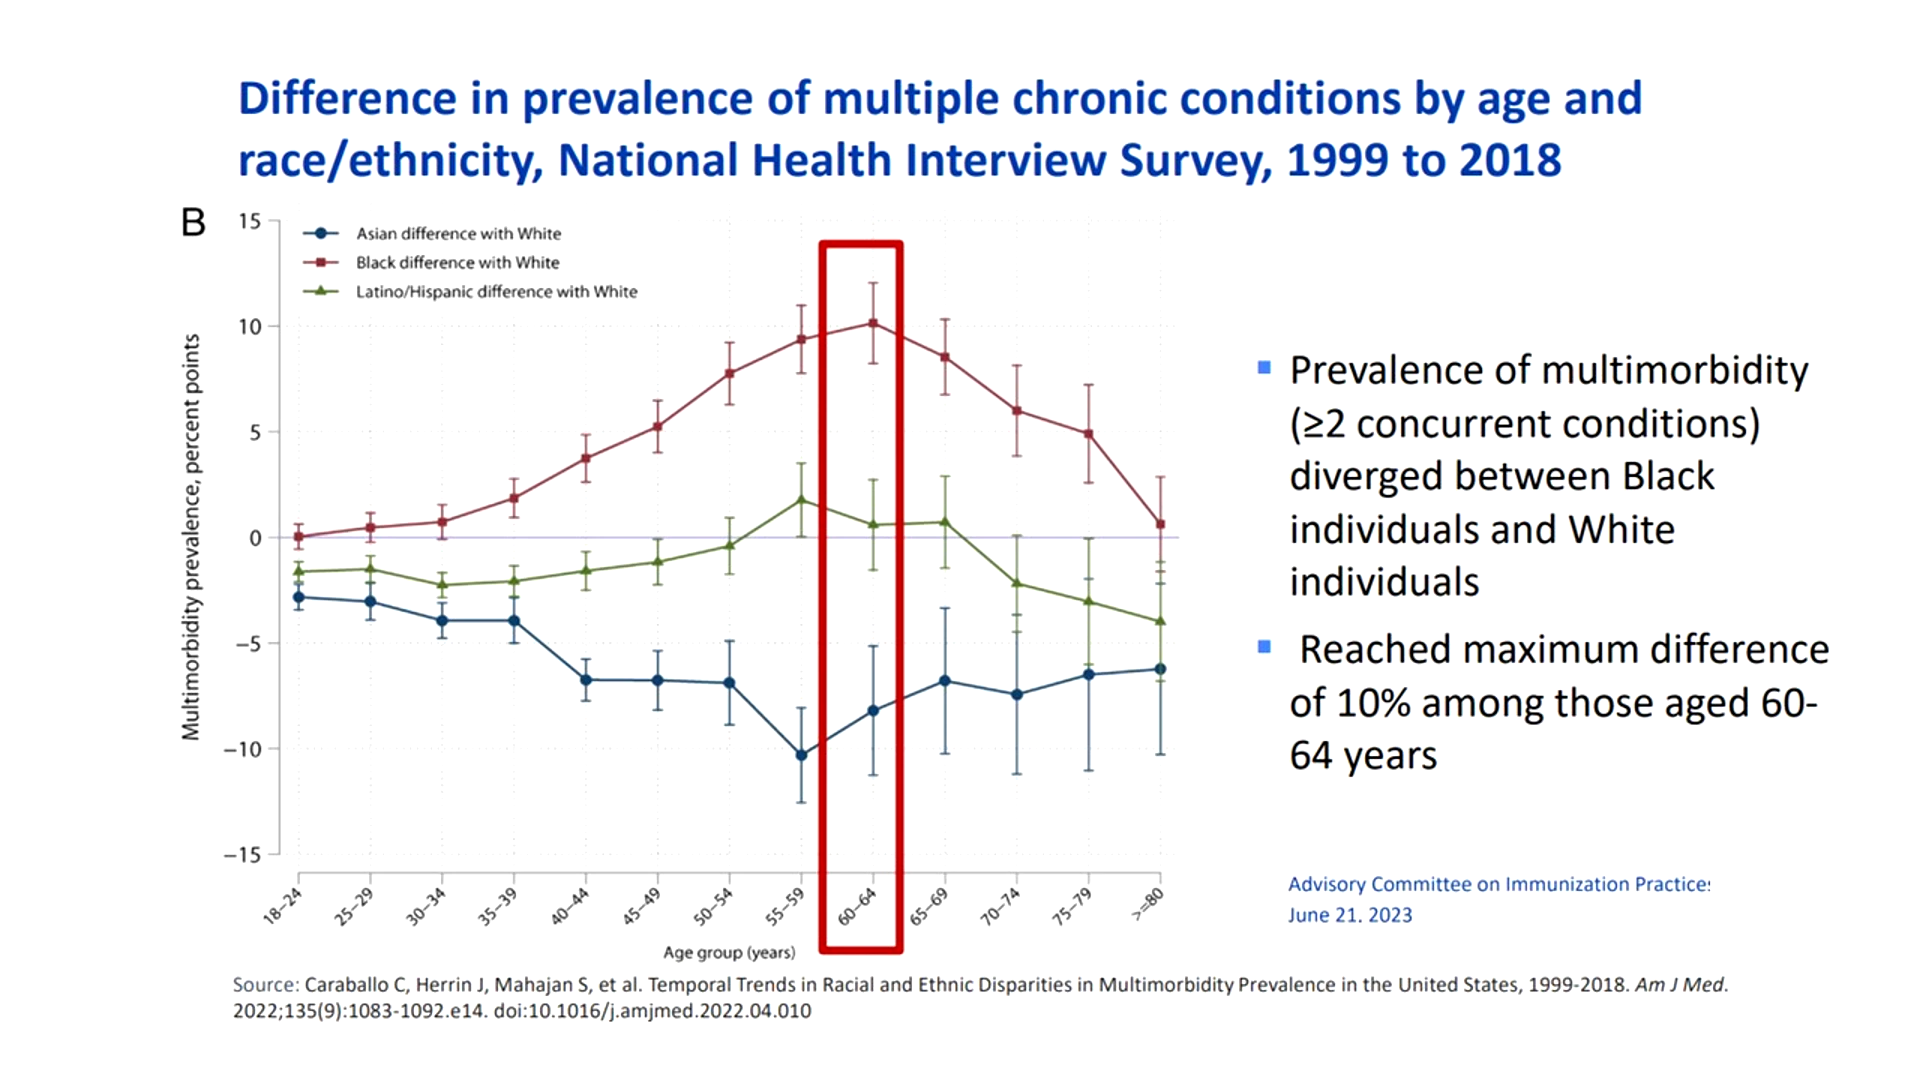 Difference in prevalence of multiple chronic conditions by age and
race/ethnicity, National Health Interview Survey, 1999 to 2018
B
Asian difference with White
Black difference with White
Latino/Hispanic difference with White
Multimorbidity prevalence, percent points
15
10
5
0
−5
−10
−15
18–24
25–29
30–34
35–39
40–44
45–49
50–54
55–59
60–64
65–69
70–74
75–79
>=80
Age group (years)
▪ Prevalence of multimorbidity
(≥2 concurrent conditions)
diverged between Black
individuals and White
individuals
▪ Reached maximum difference
of 10% among those aged 60-
64 years
Advisory Committee on Immunization Practices
June 21. 2023
Source: Caraballo C, Herrin J, Mahajan S, et al. Temporal Trends in Racial and Ethnic Disparities in Multimorbidity Prevalence in the United States, 1999-2018. Am J Med.
2022;135(9):1083-1092.e14. doi:10.1016/j.amjmed.2022.04.010